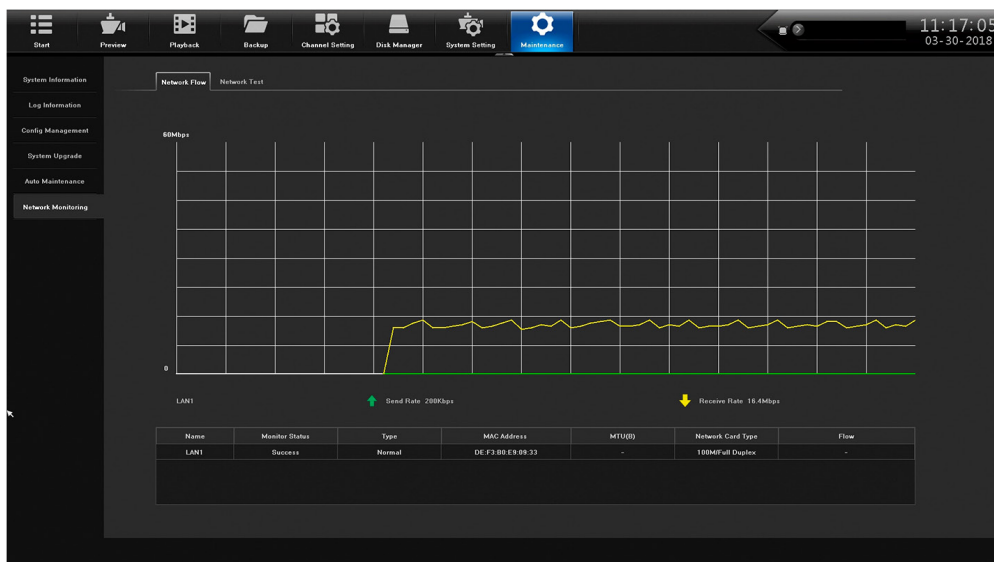 Start Preview Playback Backup Channel Setting Disk Manager System Setting Maintenance
11:17:05
03-30-2018
System Information
Log Information
Config Management
System Upgrade
Auto Maintenance
Network Monitoring
Network Flow Network Test
60Mbps
0
LAN1 Send Rate 200Kbps Receive Rate 16.4Mbps
Name Monitor Status Type MAC Address MTU(B) Network Card Type Flow
LAN1 Success Normal DE:F3:B0:E9:09:33 - 100M/Full Duplex -